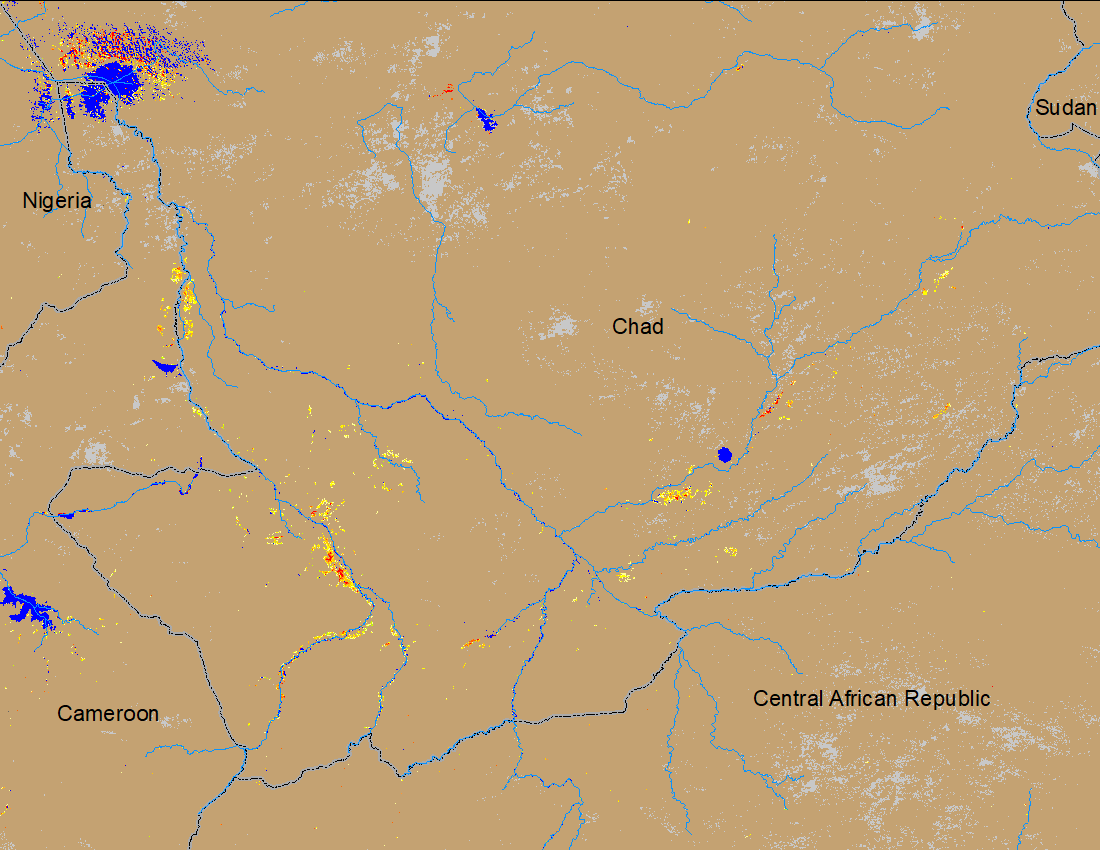 Sudan
Nigeria
Chad
Central African Republic
Cameroon